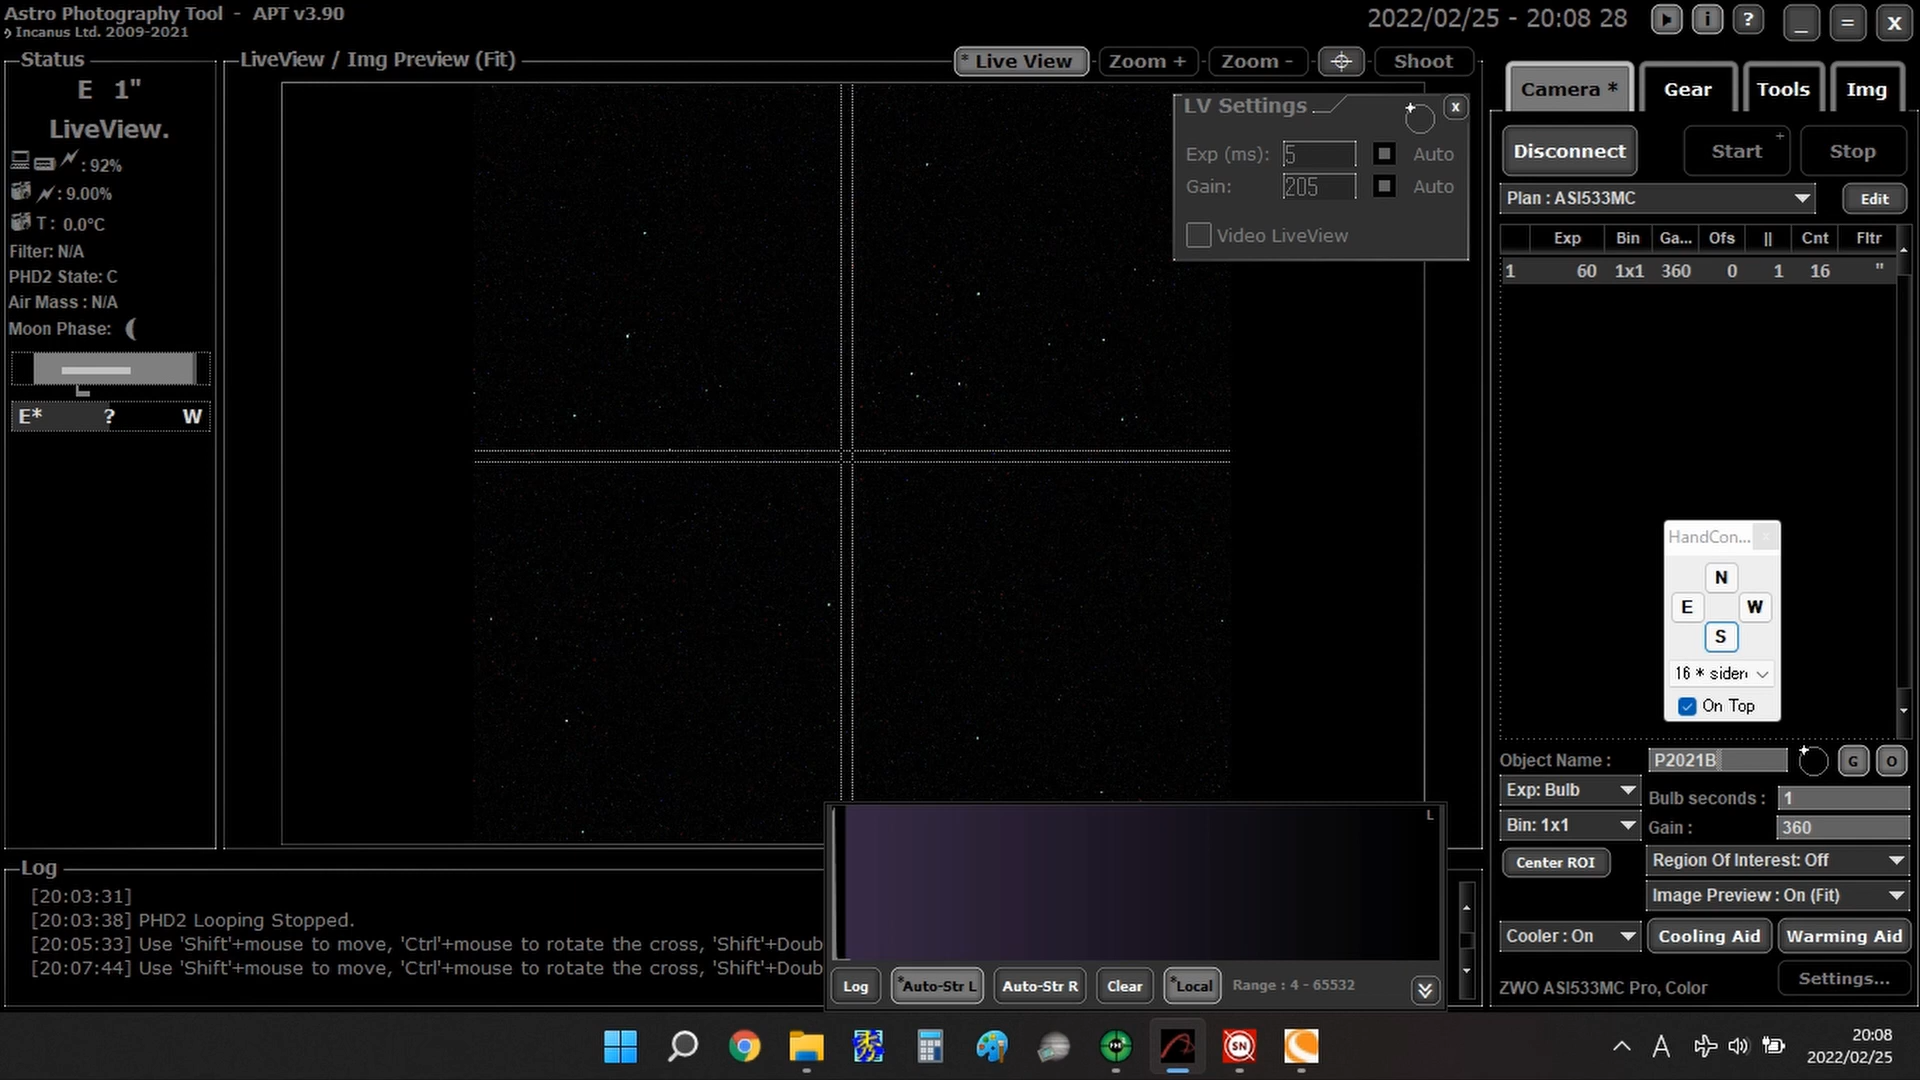 Astro Photography Tool - APT v3.90
Incanus Ltd. 2009-2021
2022/02/25 - 20:08 28
i ? _ = X
Status
E 1"
LiveView.
: 92%
: 9.00%
T : 0.0°C
Filter: N/A
PHD2 State: C
Air Mass : N/A
Moon Phase:
E* ? W
LiveView / Img Preview (Fit)
* Live View
Zoom +
Zoom -
Shoot
LV Settings
x
Exp (ms): 5 Auto
Gain: 205 Auto
Video LiveView
Camera * Gear Tools Img
Disconnect Start + Stop
Plan : ASI533MC Edit
Exp Bin Ga... Ofs || Cnt Fltr
1 60 1x1 360 0 1 16 "
HandCon...
N
E W
S
16 * sider
On Top
Object Name : P2021B G O
Exp: Bulb Bulb seconds : 1
Bin: 1x1 Gain : 360
Center ROI Region Of Interest: Off
Image Preview : On (Fit)
Cooler : On Cooling Aid Warming Aid
ZWO ASI533MC Pro, Color Settings...
Log
[20:03:31]
[20:03:38] PHD2 Looping Stopped.
[20:05:33] Use 'Shift'+mouse to move, 'Ctrl'+mouse to rotate the cross, 'Shift'+Doub
[20:07:44] Use 'Shift'+mouse to move, 'Ctrl'+mouse to rotate the cross, 'Shift'+Doub
L
Log *Auto-Str L Auto-Str R Clear *Local Range : 4 - 65532
SN
A
20:08
2022/02/25